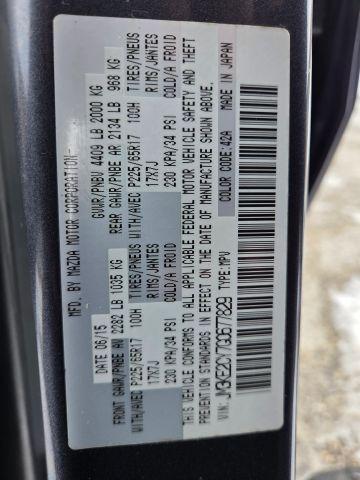 MFD. BY MAZDA MOTOR CORPORATION
DATE 06/15 GVWR/PNBV 4409 LB 2000 KG
FRONT GAWR/PNBE AV 2282 LB 1035 KG REAR GAWR/PNBE AR 2134 LB 968 KG
WITH/AVEC P225/65R17 100H TIRES/PNEUS WITH/AVEC P225/65R17 100H TIRES/PNEUS
17X7J RIMS/JANTES 17X7J RIMS/JANTES
230 KPA/34 PSI COLD/A FROID 230 KPA/34 PSI COLD/A FROID
THIS VEHICLE CONFORMS TO ALL APPLICABLE FEDERAL MOTOR VEHICLE SAFETY AND THEFT
PREVENTION STANDARDS IN EFFECT ON THE DATE OF MANUFACTURE SHOWN ABOVE.
VIN: TYPE:MPV COLOR CODE:42A MADE IN JAPAN